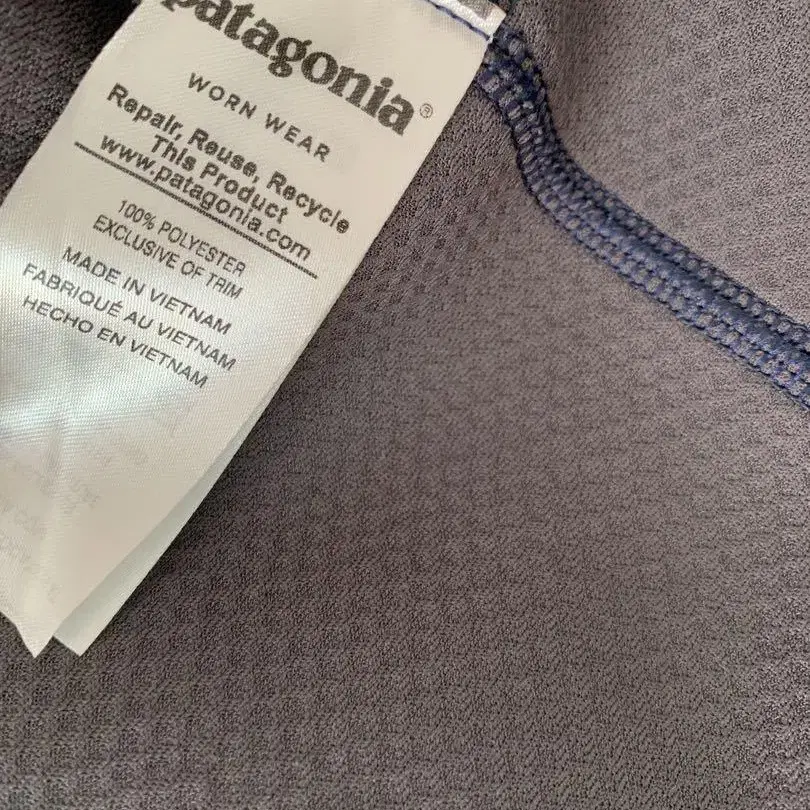 patagonia®
WORN WEAR
Repair, Reuse, Recycle
This Product
www.patagonia.com
100% POLYESTER
EXCLUSIVE OF TRIM
MADE IN VIETNAM
FABRIQUÉ AU VIETNAM
HECHO EN VIETNAM